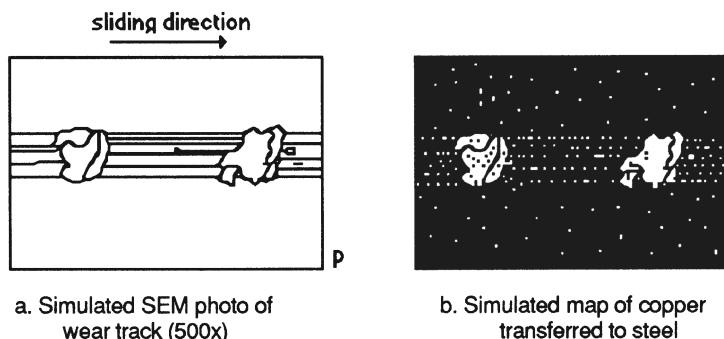 sliding direction
p
a. Simulated SEM photo of
wear track (500x)
b. Simulated map of copper
transferred to steel